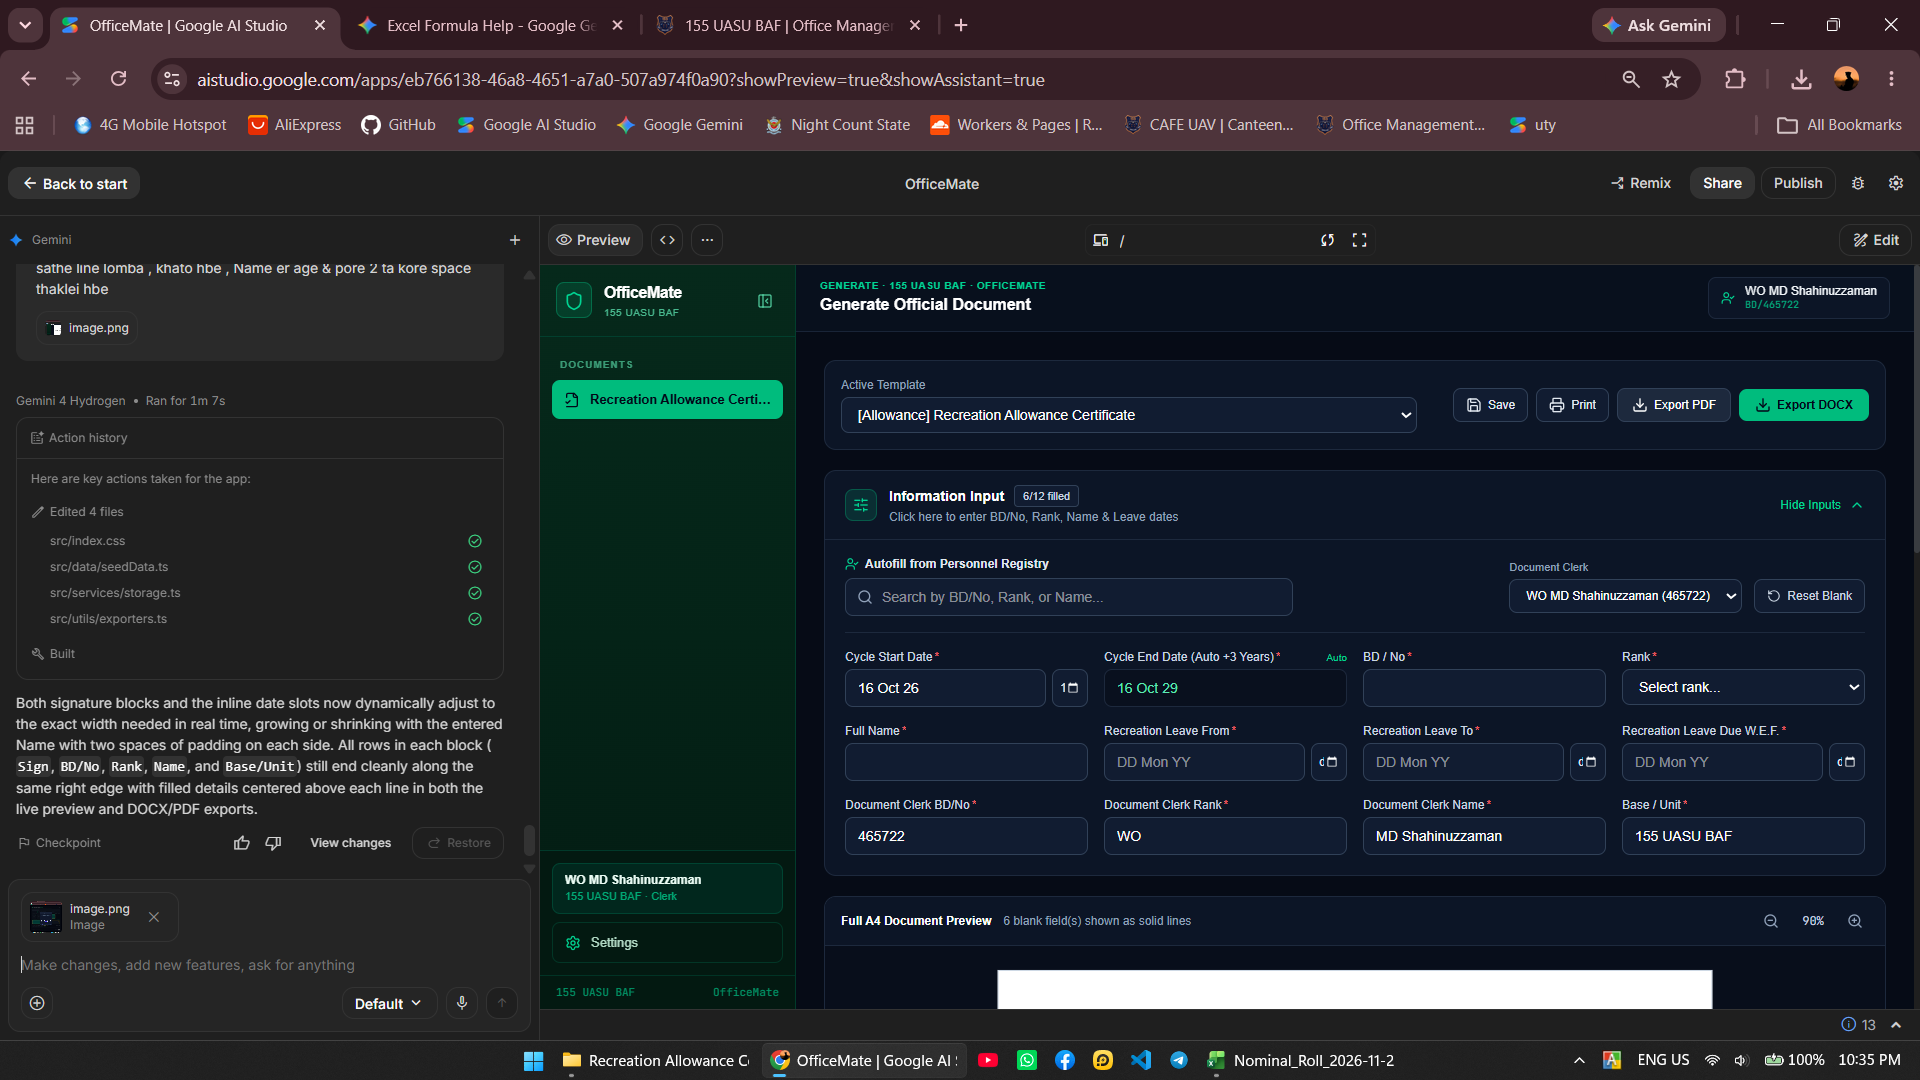 OfficeMate | Google AI Studio
Excel Formula Help - Google Ge
155 UASU BAF | Office Manage
Ask Gemini
aistudio.google.com/apps/eb766138-46a8-4651-a7a0-507a974f0a90?showPreview=true&showAssistant=true
4G Mobile Hotspot
AliExpress
GitHub
Google AI Studio
Google Gemini
Night Count State
Workers & Pages | R...
CAFE UAV | Canteen...
Office Management...
uty
All Bookmarks
Back to start
OfficeMate
Remix
Share
Publish
Gemini
sathe line lomba , khato hbe , Name er age & pore 2 ta kore space
thaklei hbe
image.png
Gemini 4 Hydrogen • Ran for 1m 7s
Action history
Here are key actions taken for the app:
Edited 4 files
src/index.css
src/data/seedData.ts
src/services/storage.ts
src/utils/exporters.ts
Built
Both signature blocks and the inline date slots now dynamically adjust to
the exact width needed in real time, growing or shrinking with the entered
Name with two spaces of padding on each side. All rows in each block (
Sign, BD/No, Rank, Name, and Base/Unit) still end cleanly along the
same right edge with filled details centered above each line in both the
live preview and DOCX/PDF exports.
Checkpoint
View changes
Restore
image.png
Image
Make changes, add new features, ask for anything
Default
Preview
/
Edit
OfficeMate
155 UASU BAF
DOCUMENTS
Recreation Allowance Certi...
WO MD Shahinuzzaman
155 UASU BAF · Clerk
Settings
155 UASU BAF
OfficeMate
GENERATE · 155 UASU BAF · OFFICEMATE
Generate Official Document
WO MD Shahinuzzaman
BD/465722
Active Template
[Allowance] Recreation Allowance Certificate
Save
Print
Export PDF
Export DOCX
Information Input
6/12 filled
Click here to enter BD/No, Rank, Name & Leave dates
Hide Inputs
Autofill from Personnel Registry
Search by BD/No, Rank, or Name...
Document Clerk
WO MD Shahinuzzaman (465722)
Reset Blank
Cycle Start Date*
16 Oct 26
Cycle End Date (Auto +3 Years)*
Auto
16 Oct 29
BD / No*
Rank*
Select rank...
Full Name*
Recreation Leave From*
DD Mon YY
Recreation Leave To*
DD Mon YY
Recreation Leave Due W.E.F.*
DD Mon YY
Document Clerk BD/No*
465722
Document Clerk Rank*
WO
Document Clerk Name*
MD Shahinuzzaman
Base / Unit*
155 UASU BAF
Full A4 Document Preview
6 blank field(s) shown as solid lines
90%
13
Recreation Allowance C
OfficeMate | Google AI
Nominal_Roll_2026-11-2
ENG US
100%
10:35 PM